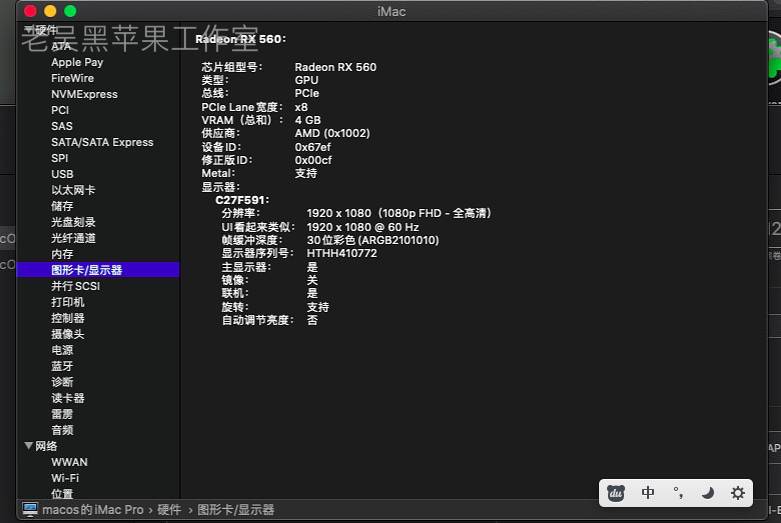 iMac
硬件
老吴黑苹果工作室
ATA
Apple Pay
FireWire
NVMExpress
PCI
SAS
SATA/SATA Express
SPI
USB
以太网卡
储存
光盘刻录
光纤通道
内存
图形卡/显示器
并行 SCSI
打印机
控制器
摄像头
电源
蓝牙
诊断
读卡器
雷雳
音频
网络
WWAN
Wi-Fi
位置
Radeon RX 560：
芯片组型号： Radeon RX 560
类型： GPU
总线： PCIe
PCIe Lane 宽度： x8
VRAM（总和）： 4 GB
供应商： AMD (0x1002)
设备 ID： 0x67ef
修正版 ID： 0x00cf
Metal： 支持
显示器：
C27F591：
分辨率： 1920 x 1080（1080p FHD - 全高清）
UI 看起来类似： 1920 x 1080 @ 60 Hz
帧缓冲深度： 30 位彩色 (ARGB2101010)
显示器序列号： HTHH410772
主显示器： 是
镜像： 关
联机： 是
旋转： 支持
自动调节亮度： 否
du 中 °，
macos的 iMac Pro › 硬件 › 图形卡/显示器